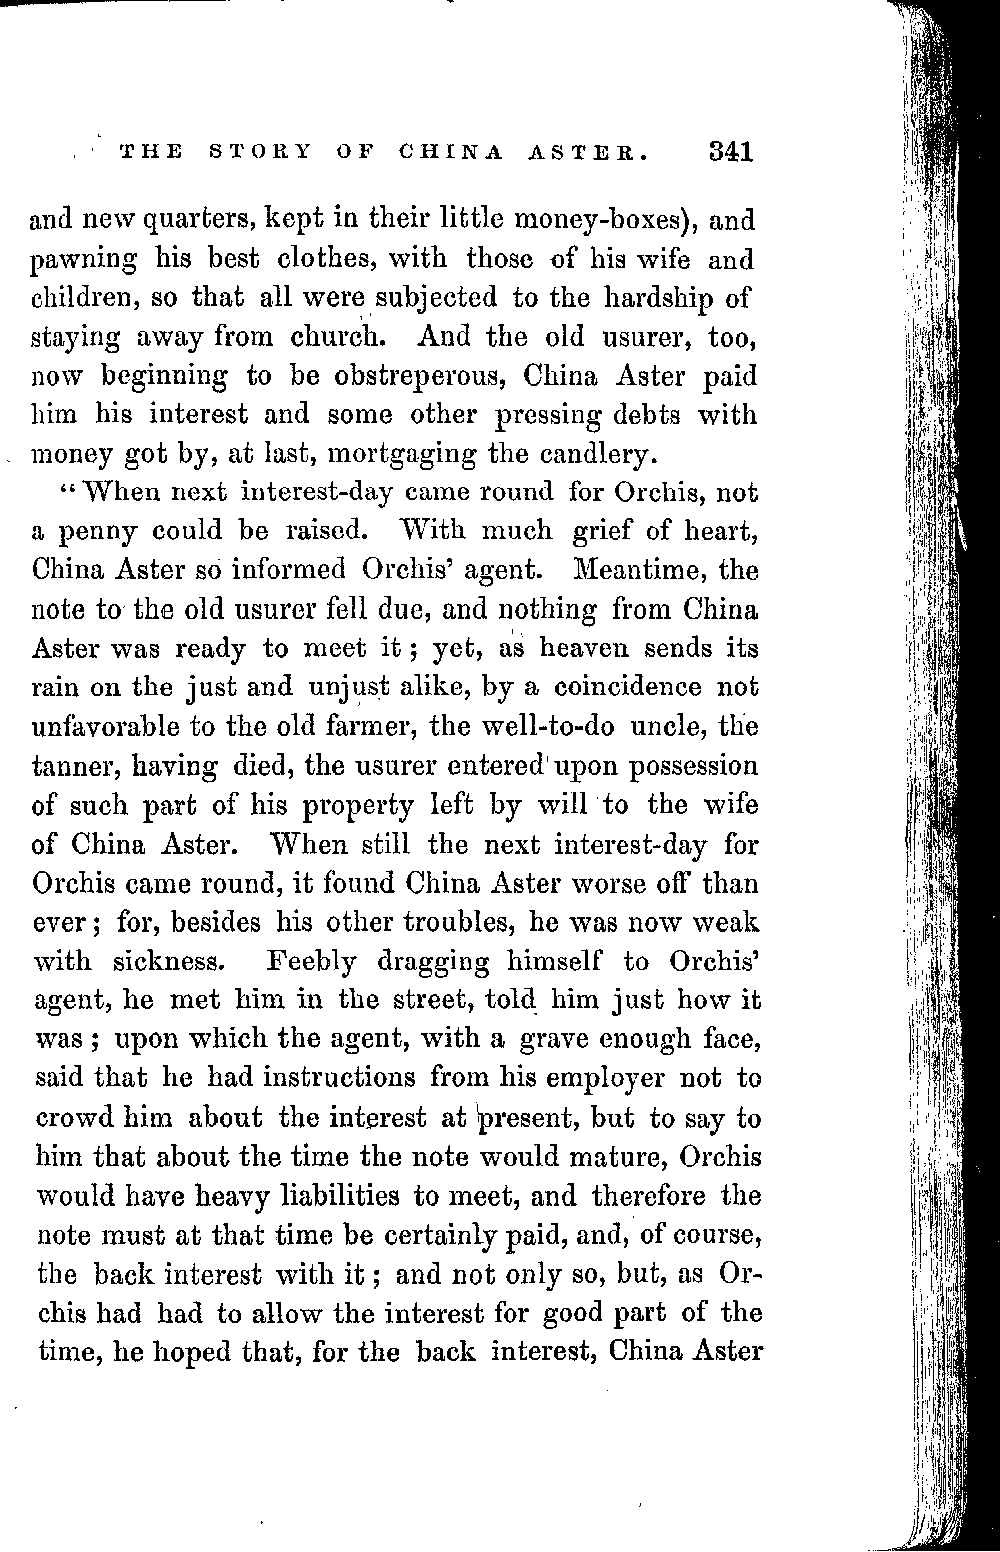 THE STORY OF CHINA ASTER. 341
and new quarters, kept in their little money-boxes), and
pawning his best clothes, with those of his wife and
children, so that all were subjected to the hardship of
staying away from church. And the old usurer, too,
now beginning to be obstreperous, China Aster paid
him his interest and some other pressing debts with
money got by, at last, mortgaging the candlery.
“When next interest-day came round for Orchis, not
a penny could be raised. With much grief of heart,
China Aster so informed Orchis’ agent. Meantime, the
note to the old usurer fell due, and nothing from China
Aster was ready to meet it; yet, as heaven sends its
rain on the just and unjust alike, by a coincidence not
unfavorable to the old farmer, the well-to-do uncle, the
tanner, having died, the usurer entered upon possession
of such part of his property left by will to the wife
of China Aster. When still the next interest-day for
Orchis came round, it found China Aster worse off than
ever; for, besides his other troubles, he was now weak
with sickness. Feebly dragging himself to Orchis’
agent, he met him in the street, told him just how it
was; upon which the agent, with a grave enough face,
said that he had instructions from his employer not to
crowd him about the interest at present, but to say to
him that about the time the note would mature, Orchis
would have heavy liabilities to meet, and therefore the
note must at that time be certainly paid, and, of course,
the back interest with it; and not only so, but, as Or-
chis had had to allow the interest for good part of the
time, he hoped that, for the back interest, China Aster